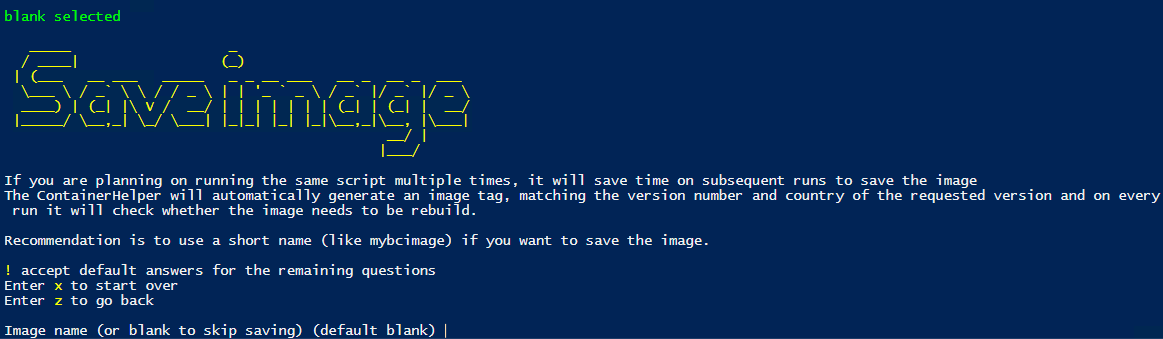 blank selected
Save image
If you are planning on running the same script multiple times, it will save time on subsequent runs to save the image
The ContainerHelper will automatically generate an image tag, matching the version number and country of the requested version and on every
run it will check whether the image needs to be rebuild.
Recommendation is to use a short name (like mybcimage) if you want to save the image.
! accept default answers for the remaining questions
Enter x to start over
Enter z to go back
Image name (or blank to skip saving) (default blank)